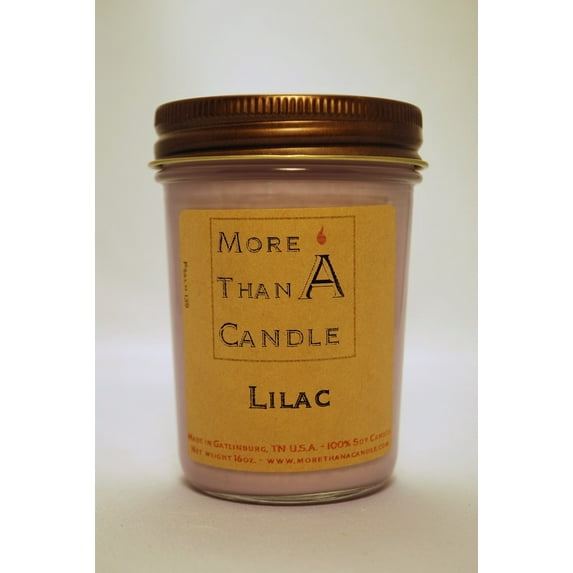 More
Than A
Candle
Lilac
Made in Gatlinburg, TN U.S.A. - 100% Soy Candle
Net weight 16oz. - www.morethanacandle.com